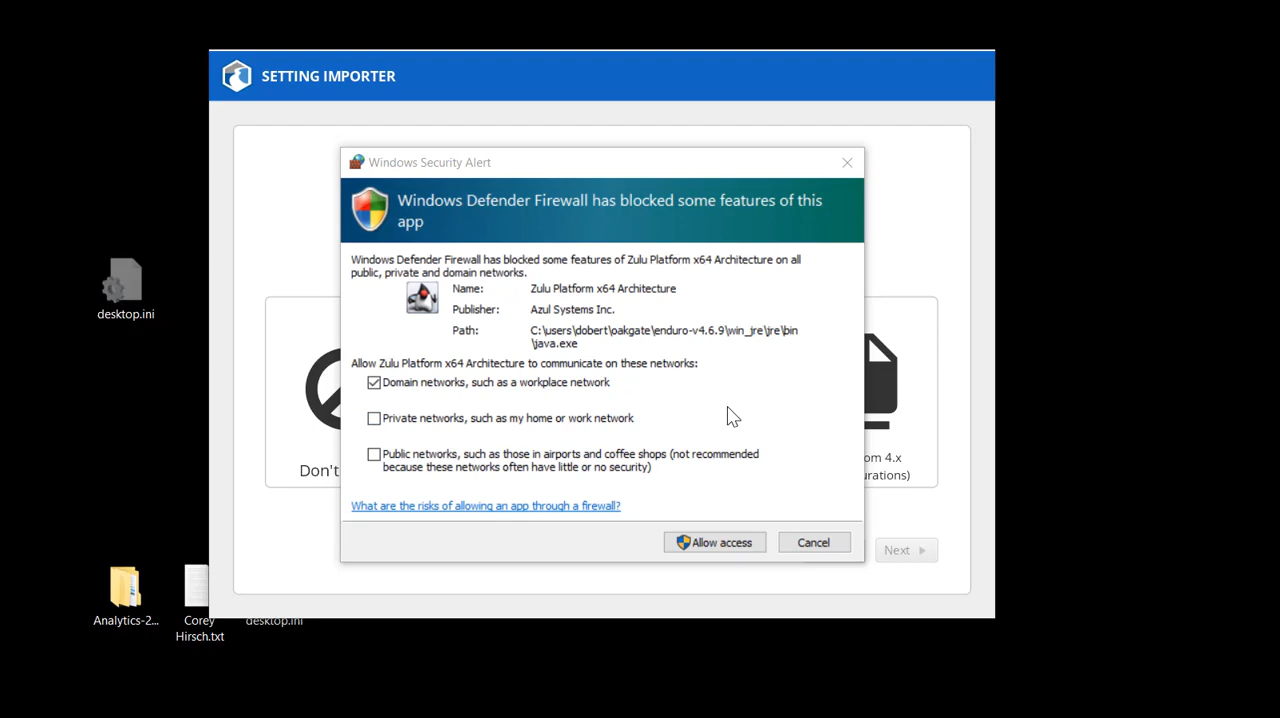 SETTING IMPORTER
Windows Security Alert
Windows Defender Firewall has blocked some features of this
app
Windows Defender Firewall has blocked some features of Zulu Platform x64 Architecture on all
public, private and domain networks.
Name: Zulu Platform x64 Architecture
Publisher: Azul Systems Inc.
Path: C:\users\dobert\oakgate\enduro-v4.6.9\win_jre\jre\bin
\java.exe
Allow Zulu Platform x64 Architecture to communicate on these networks:
Domain networks, such as a workplace network
Private networks, such as my home or work network
Public networks, such as those in airports and coffee shops (not recommended
because these networks often have little or no security)
What are the risks of allowing an app through a firewall?
Allow access Cancel
Don't
om 4.x
urations)
Next
desktop.ini
Analytics-2...
Corey
Hirsch.txt
desktop.ini